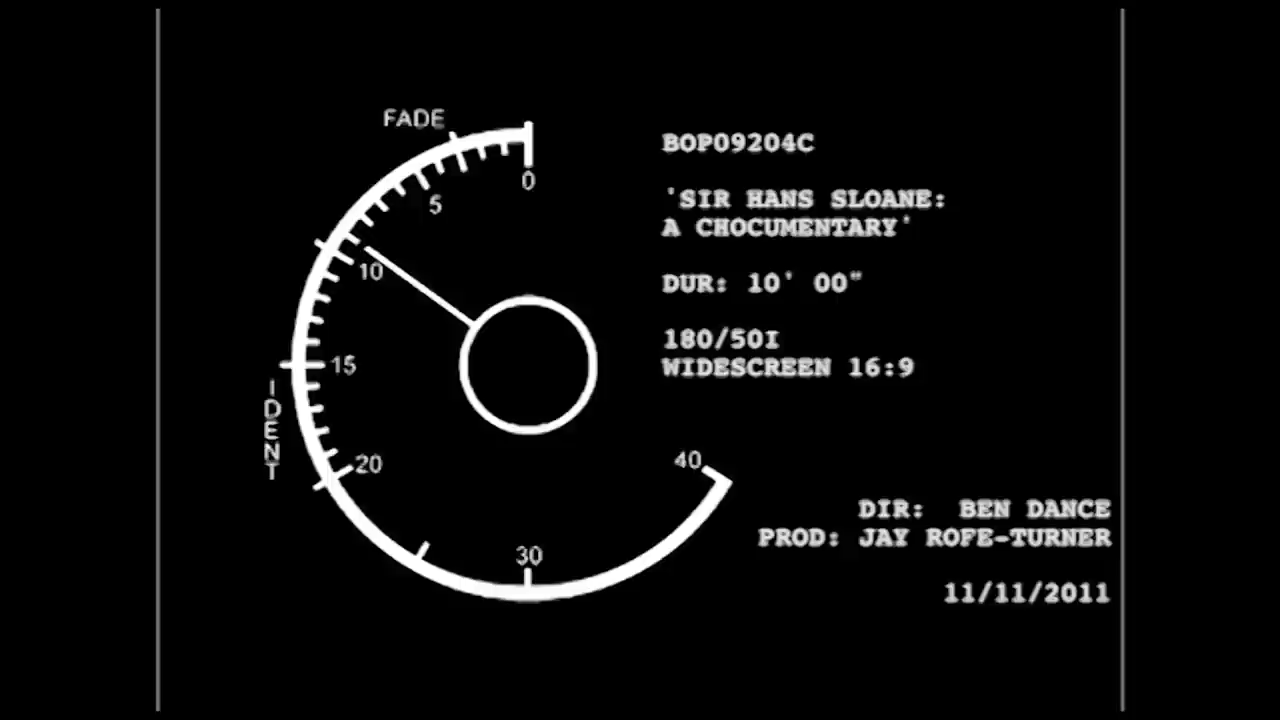 FADE
0
5
10
15
IDENT
20
30
40
BOP09204C
'SIR HANS SLOANE:
A CHOCUMENTARY'
DUR: 10' 00"
180/50I
WIDESCREEN 16:9
DIR: BEN DANCE
PROD: JAY ROFE-TURNER
11/11/2011